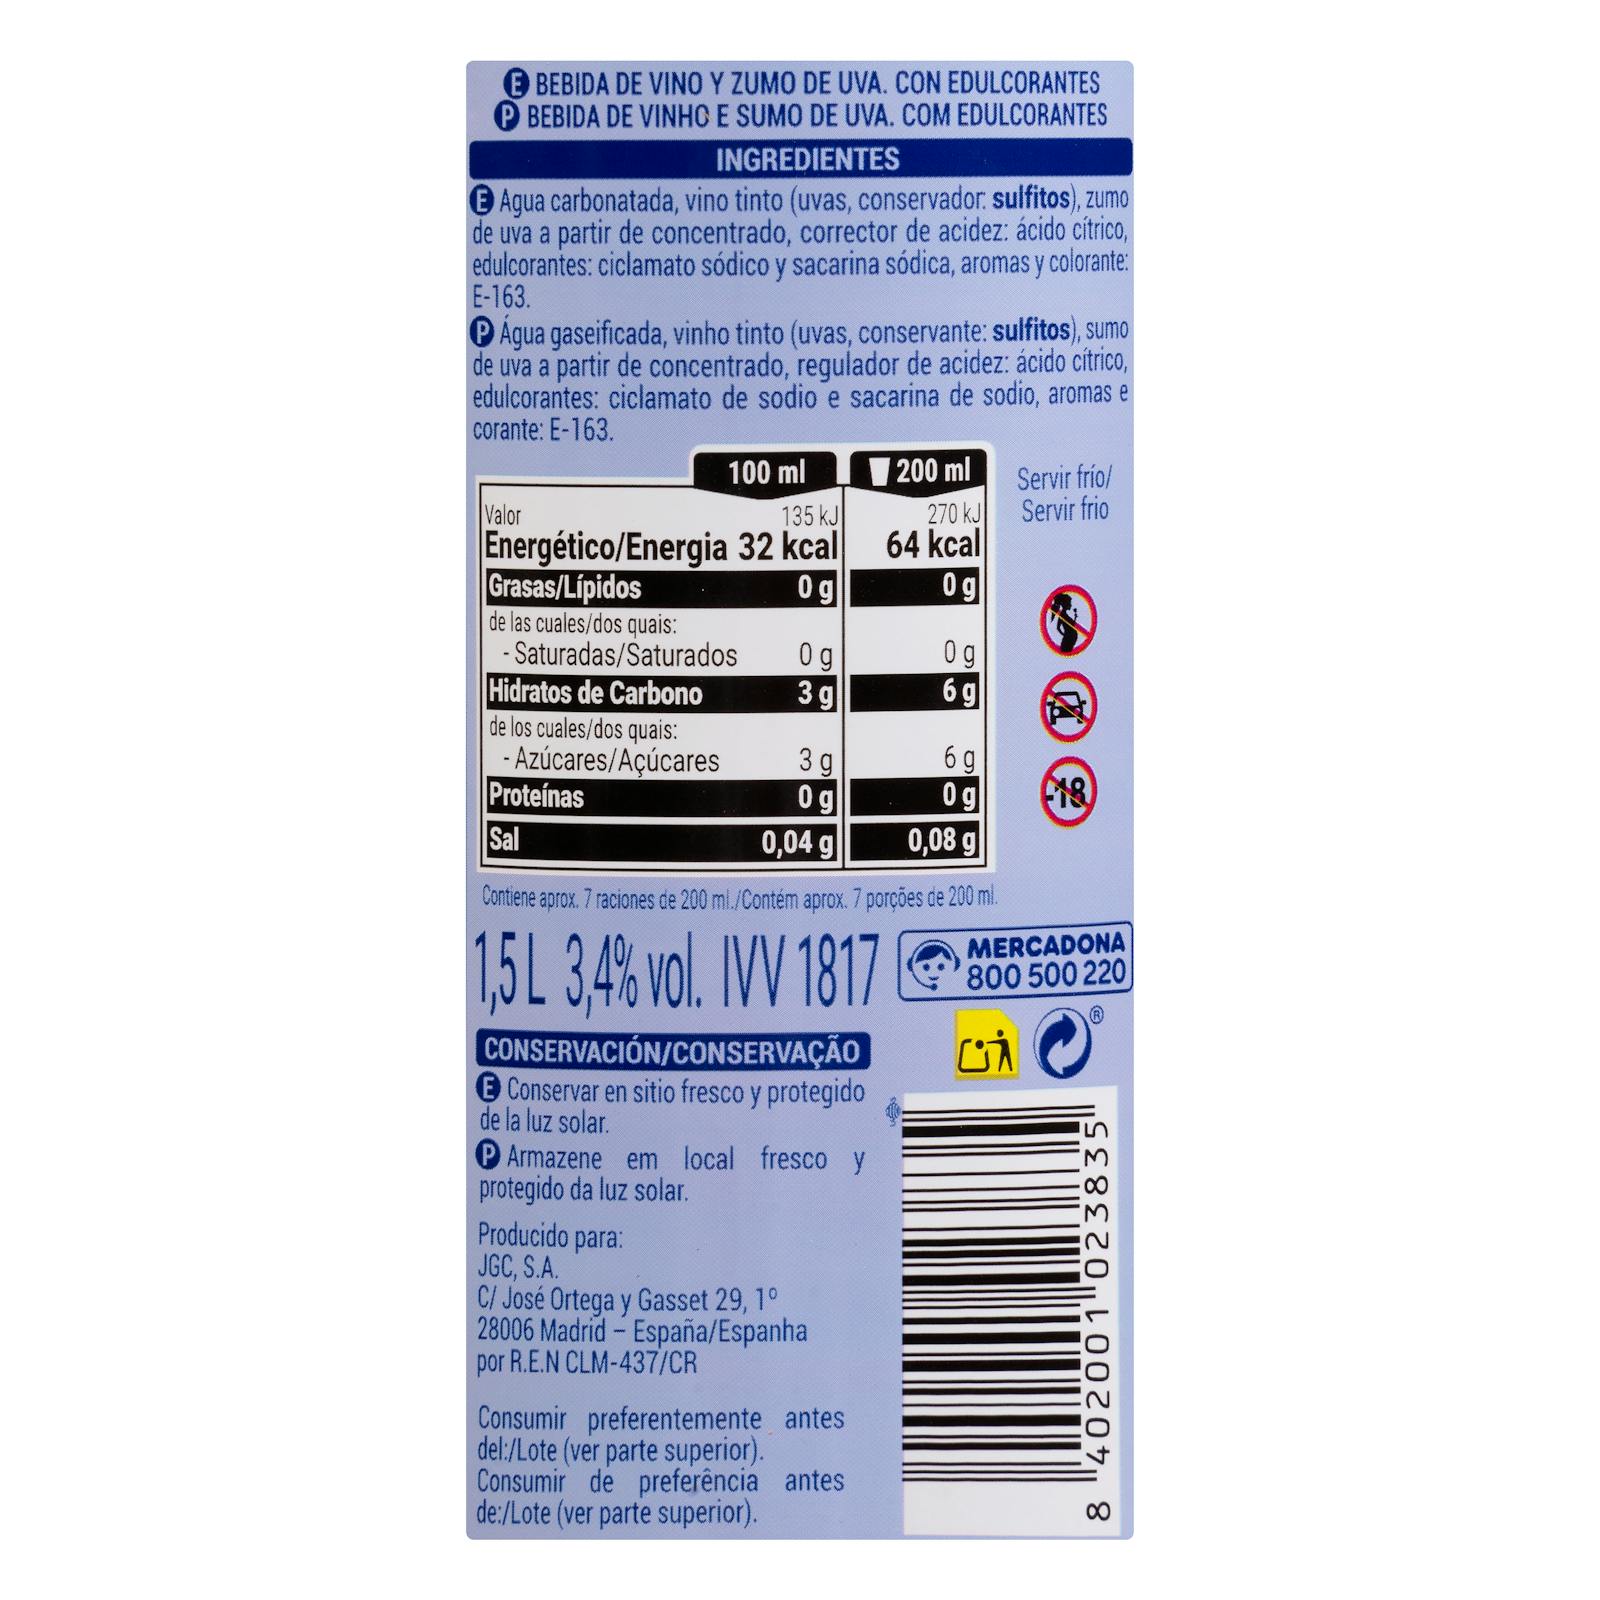 E BEBIDA DE VINO Y ZUMO DE UVA. CON EDULCORANTES
P BEBIDA DE VINHO E SUMO DE UVA. COM EDULCORANTES
INGREDIENTES
E Agua carbonatada, vino tinto (uvas, conservador: sulfitos), zumo
de uva a partir de concentrado, corrector de acidez: ácido cítrico,
edulcorantes: ciclamato sódico y sacarina sódica, aromas y colorante:
E-163.
P Água gaseificada, vinho tinto (uvas, conservante: sulfitos), sumo
de uva a partir de concentrado, regulador de acidez: ácido cítrico,
edulcorantes: ciclamato de sodio e sacarina de sodio, aromas e
corante: E-163.
100 ml 200 ml
Valor 135 kJ 270 kJ
Energético/Energia 32 kcal 64 kcal
Grasas/Lípidos 0 g 0 g
de las cuales/dos quais:
- Saturadas/Saturados 0 g 0 g
Hidratos de Carbono 3 g 6 g
de los cuales/dos quais:
- Azúcares/Açúcares 3 g 6 g
Proteínas 0 g 0 g
Sal 0,04 g 0,08 g
Servir frío/
Servir frio
-18
Contiene aprox. 7 raciones de 200 ml./Contém aprox. 7 porções de 200 ml.
1,5 L 3,4% vol. IVV 1817
MERCADONA
800 500 220
®
CONSERVACIÓN/CONSERVAÇÃO
E Conservar en sitio fresco y protegido
de la luz solar.
P Armazene em local fresco y
protegido da luz solar.
Producido para:
JGC, S.A.
C/ José Ortega y Gasset 29, 1º
28006 Madrid – España/Espanha
por R.E.N CLM-437/CR
Consumir preferentemente antes
del:/Lote (ver parte superior).
Consumir de preferência antes
de:/Lote (ver parte superior).
8 402001 023835